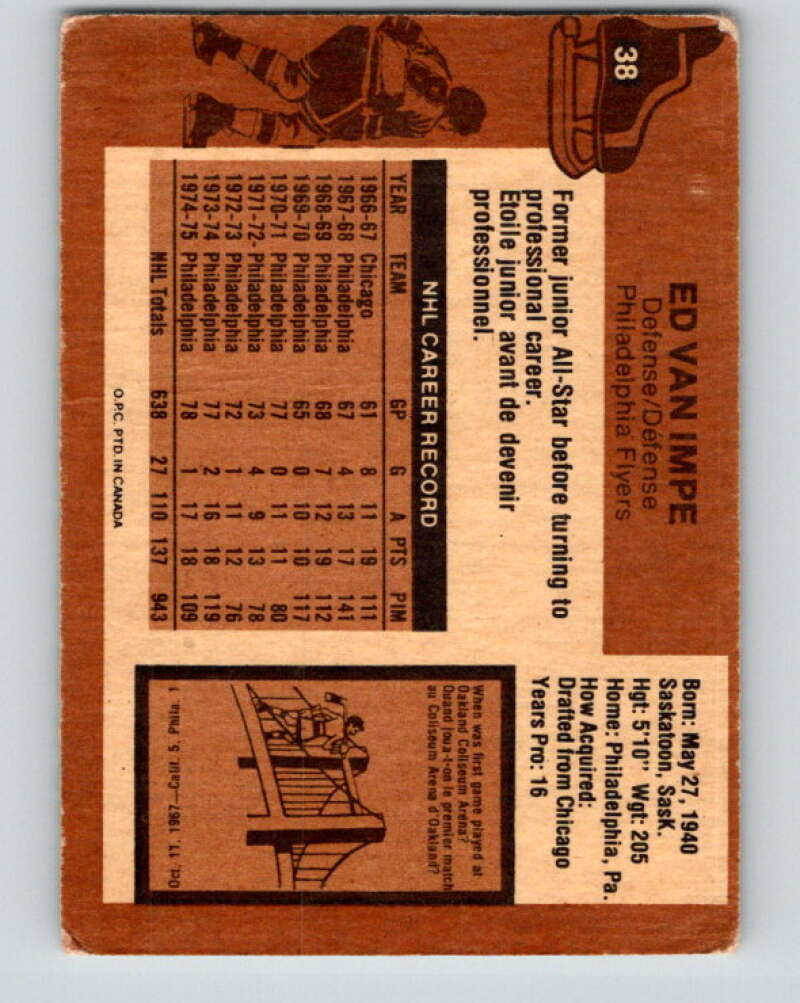 38
ED VAN IMPE
Defense/Défense
Philadelphia Flyers
Born: May 27, 1940
Saskatoon, Sask.
Hgt: 5'10" Wgt: 205
Home: Philadelphia, Pa.
How Acquired:
Drafted from Chicago
Years Pro: 16
Former junior All-Star before turning to
professional career.
Etoile junior avant de devenir
professionnel.
NHL CAREER RECORD
YEAR TEAM GP G A PTS PIM
1966-67 Chicago 61 8 11 19 111
1967-68 Philadelphia 67 4 13 17 141
1968-69 Philadelphia 68 7 12 19 112
1969-70 Philadelphia 65 0 10 10 117
1970-71 Philadelphia 77 0 11 11 80
1971-72- Philadelphia 73 4 9 13 78
1972-73 Philadelphia 72 1 11 12 76
1973-74 Philadelphia 77 2 16 18 119
1974-75 Philadelphia 78 1 17 18 109
NHL Totals 638 27 110 137 943
When was first game played at
Oakland Coliseum Arena?
Quand joua-t-on le premier match
au Coliseum Arena d'Oakland?
Oct. 11, 1967. Calif. 5, Phila. 1
O.P.C. PTD. IN CANADA